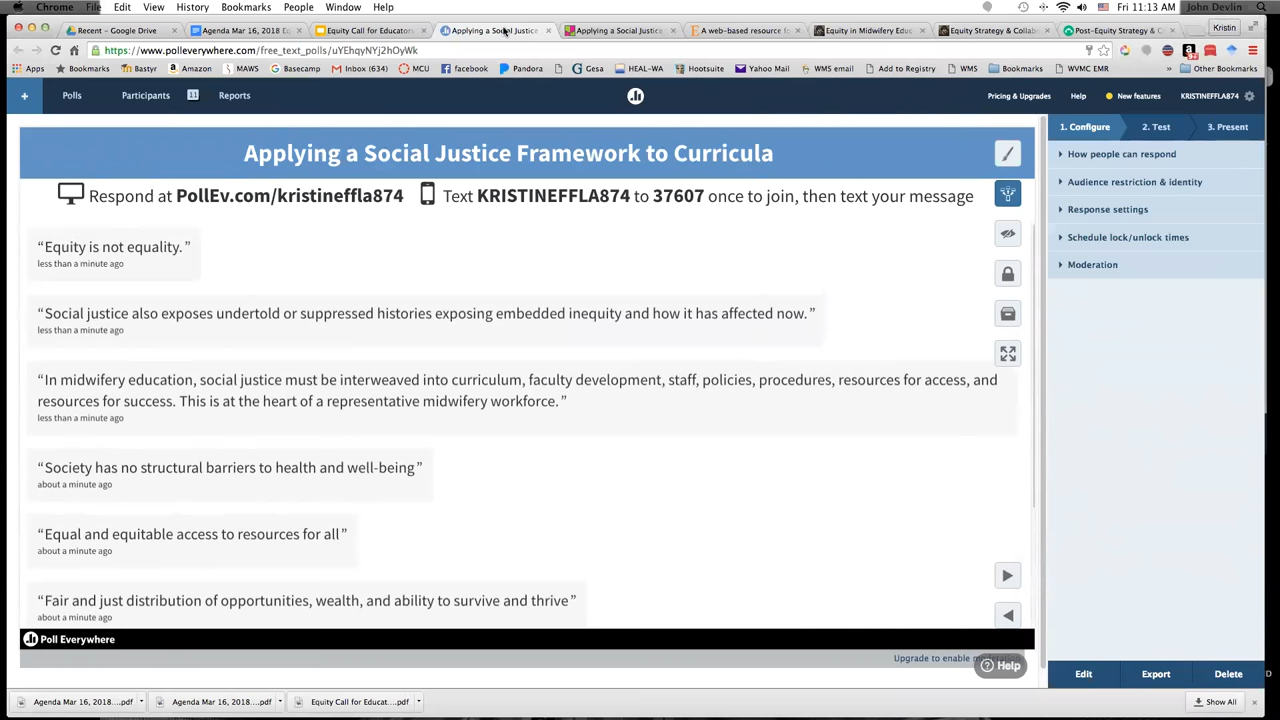 Chrome File Edit View History Bookmarks People Window Help Fri 11:13 AM John Devlin
Recent – Google Drive Agenda Mar 16, 2018 Eq Equity Call for Educators Applying a Social Justice Applying a Social Justice A web-based resource fo Equity in Midwifery Educ Equity Strategy & Collab Post-Equity Strategy & C Kristin
https://www.polleverywhere.com/free_text_polls/uYEhqyNYj2hOyWk
Apps Bookmarks Bastyr Amazon MAWS Basecamp Inbox (634) MCU facebook Pandora Gesa HEAL-WA Hootsuite Yahoo Mail WMS email Add to Registry WMS Bookmarks WVMC EMR » Other Bookmarks
+ Polls Participants 11 Reports Pricing & Upgrades Help New features KRISTINEFFLA874
1. Configure 2. Test 3. Present
Applying a Social Justice Framework to Curricula
How people can respond
Audience restriction & identity
Respond at PollEv.com/kristineffla874 Text KRISTINEFFLA874 to 37607 once to join, then text your message
Response settings
Schedule lock/unlock times
Moderation
“Equity is not equality.”
less than a minute ago
“Social justice also exposes undertold or suppressed histories exposing embedded inequity and how it has affected now.”
less than a minute ago
“In midwifery education, social justice must be interweaved into curriculum, faculty development, staff, policies, procedures, resources for access, and
resources for success. This is at the heart of a representative midwifery workforce.”
less than a minute ago
“Society has no structural barriers to health and well-being”
about a minute ago
“Equal and equitable access to resources for all”
about a minute ago
“Fair and just distribution of opportunities, wealth, and ability to survive and thrive”
about a minute ago
Poll Everywhere
Upgrade to enable
Help
Edit Export Delete
Agenda Mar 16, 2018....pdf Agenda Mar 16, 2018....pdf Equity Call for Educat....pdf Show All